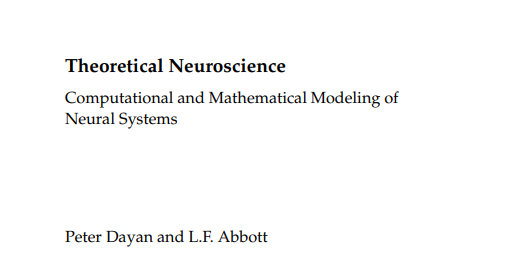 Theoretical Neuroscience
Computational and Mathematical Modeling of
Neural Systems
Peter Dayan and L.F. Abbott